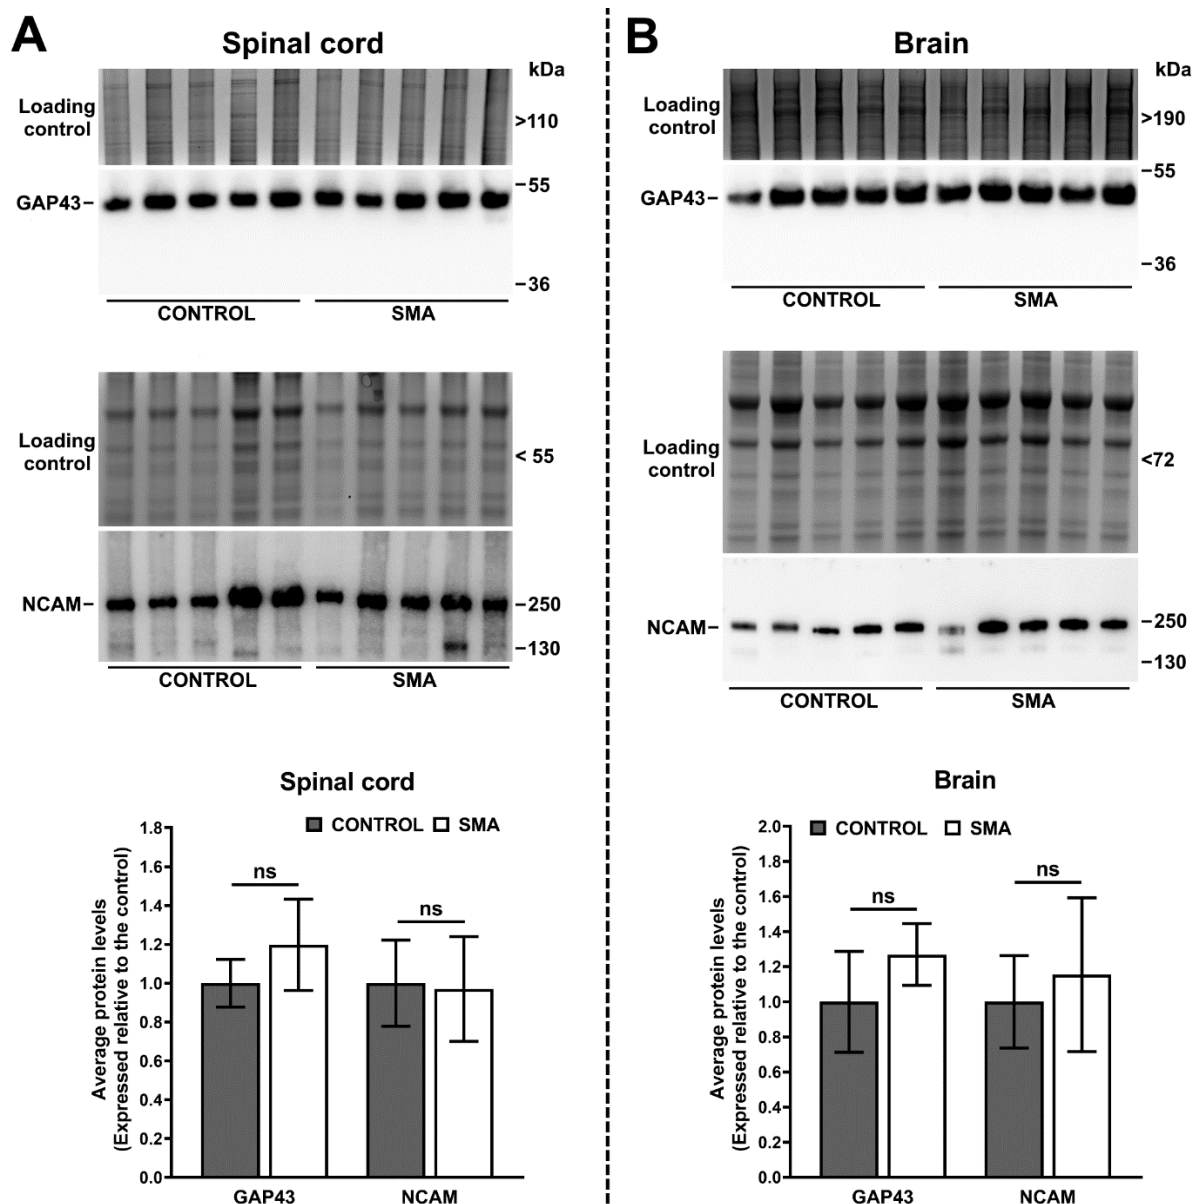 A
Spinal cord
kDa
Loading
control
>110
GAP43–
–55
–36
CONTROL
SMA
Loading
control
< 55
NCAM–
–250
–130
CONTROL
SMA
Spinal cord
CONTROL
SMA
Average protein levels
(Expressed relative to the control)
1.8
1.6
1.4
1.2
1.0
0.8
0.6
0.4
0.2
0.0
ns
ns
GAP43
NCAM
B
Brain
kDa
Loading
control
>190
GAP43–
–55
–36
CONTROL
SMA
Loading
control
<72
NCAM–
–250
–130
CONTROL
SMA
Brain
CONTROL
SMA
Average protein levels
(Expressed relative to the control)
2.0
1.8
1.6
1.4
1.2
1.0
0.8
0.6
0.4
0.2
0.0
ns
ns
GAP43
NCAM